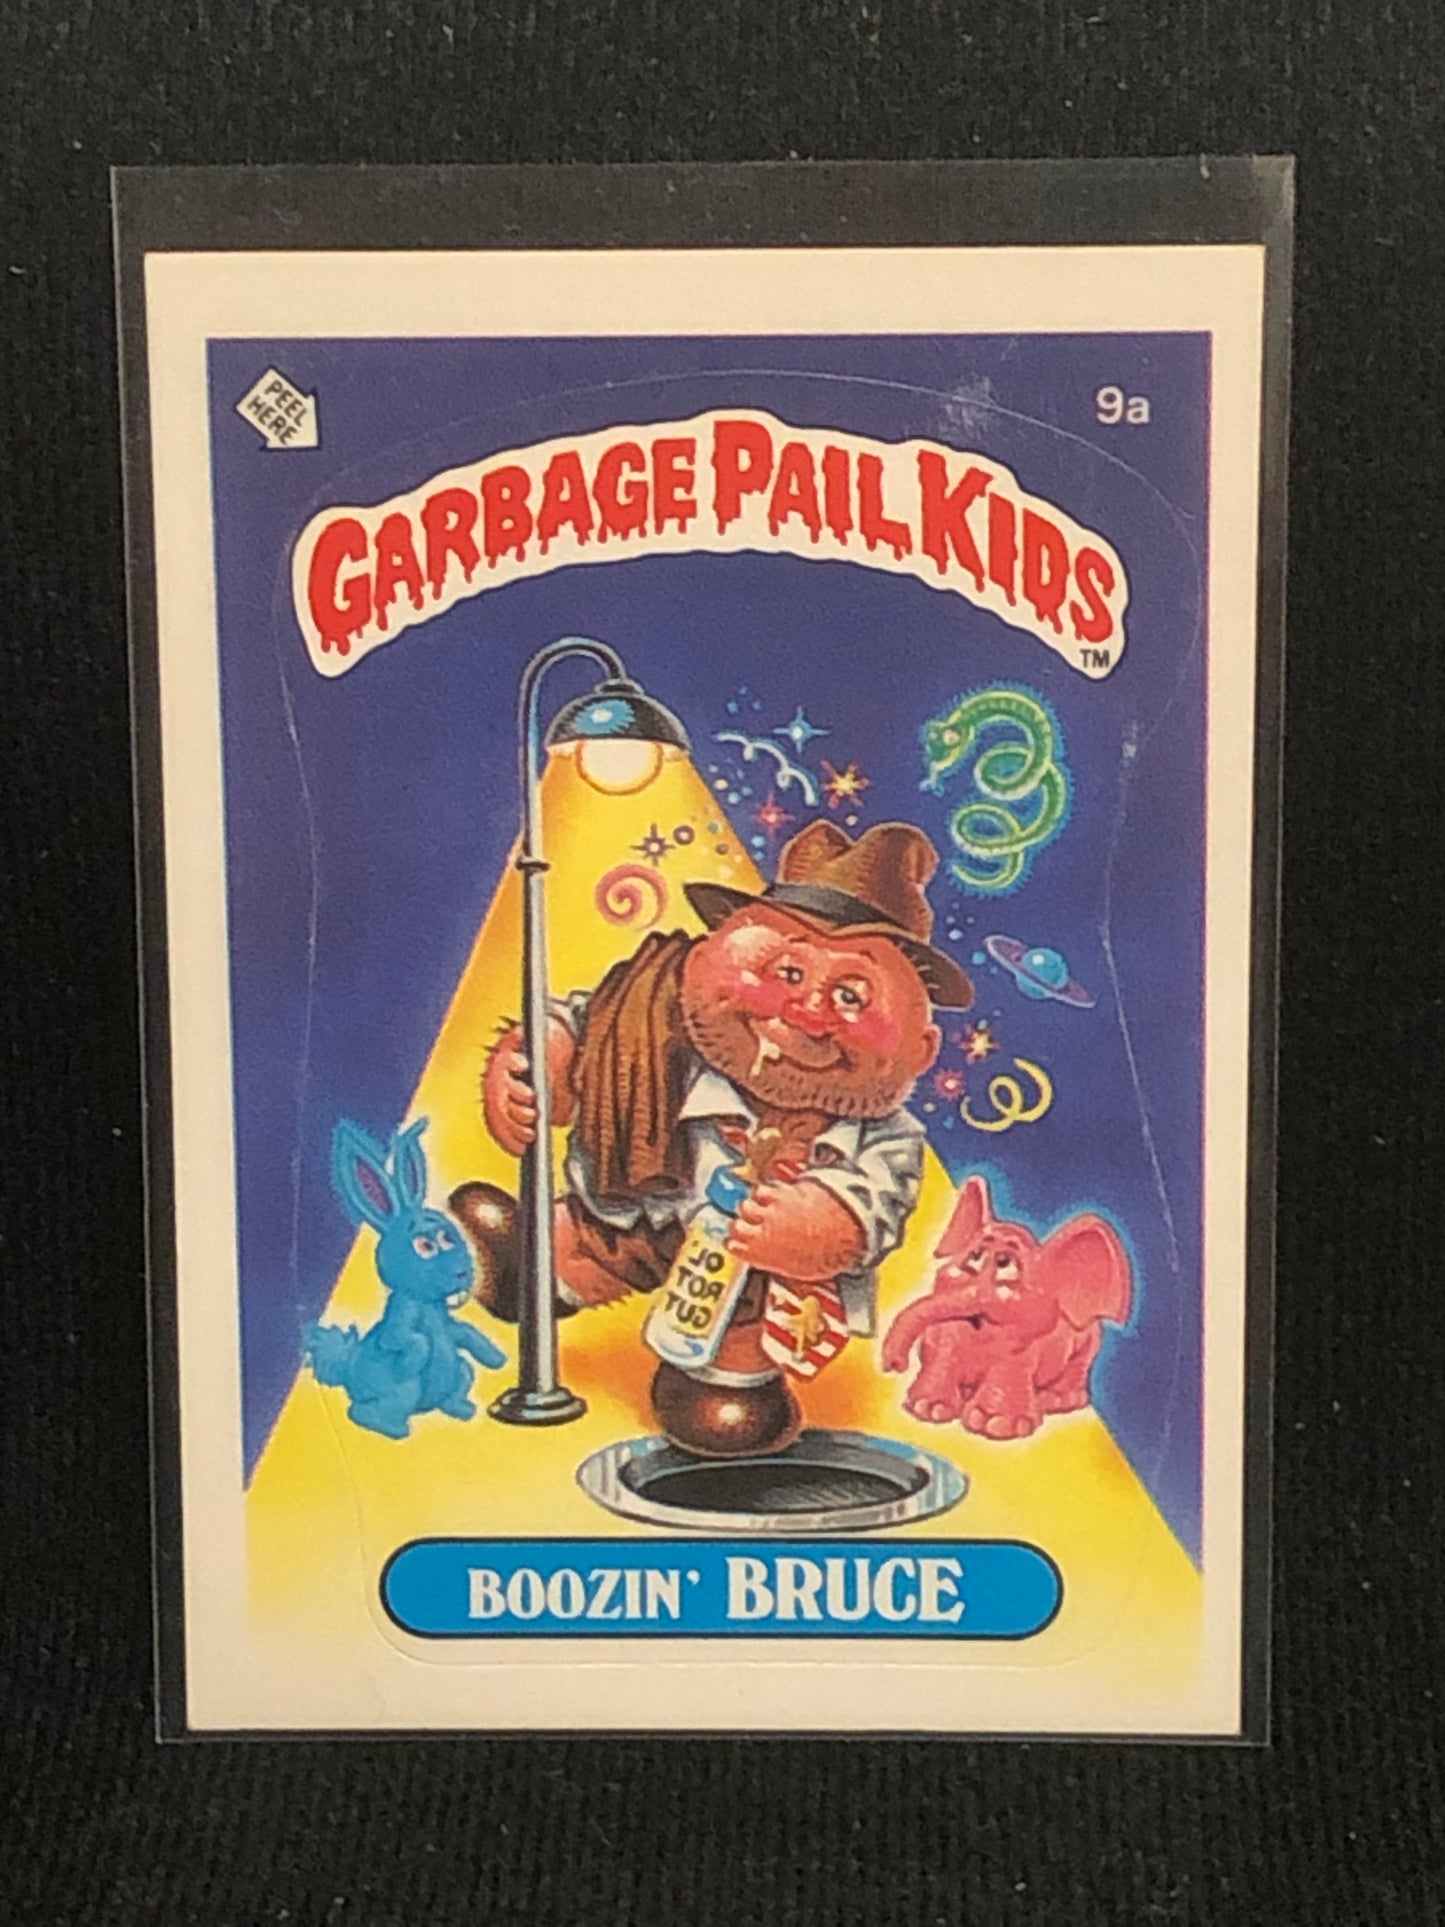 PEEL
HERE
9a
GARBAGE PAIL KIDS
TM
OL'
ROT
GUT
BOOZIN' BRUCE